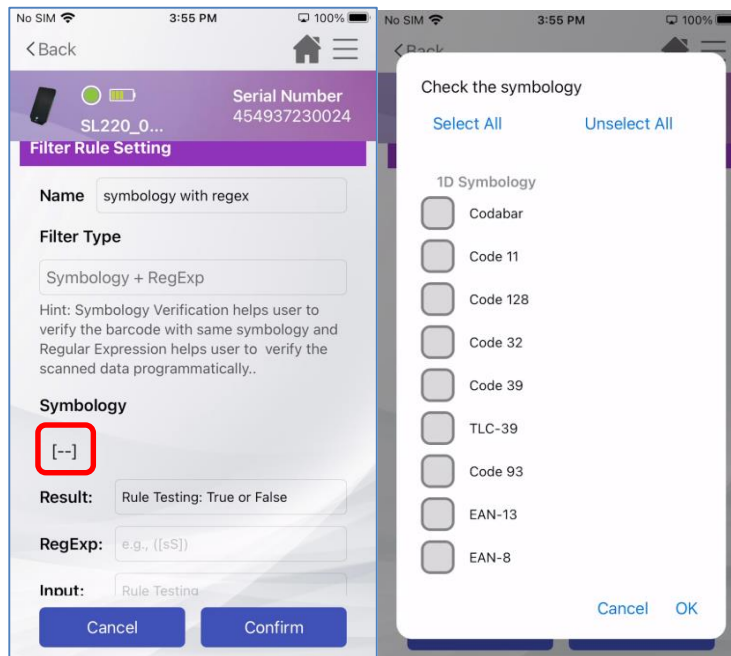 No SIM 3:55 PM 100%
Back
SL220_0...
Serial Number
454937230024
Filter Rule Setting
Name symbology with regex
Filter Type
Symbology + RegExp
Hint: Symbology Verification helps user to
verify the barcode with same symbology and
Regular Expression helps user to verify the
scanned data programmatically..
Symbology
[--]
Result: Rule Testing: True or False
RegExp: e.g., ([sS])
Input: Rule Testing
Cancel Confirm
No SIM 3:55 PM 100%
Back
Check the symbology
Select All Unselect All
1D Symbology
Codabar
Code 11
Code 128
Code 32
Code 39
TLC-39
Code 93
EAN-13
EAN-8
Cancel OK